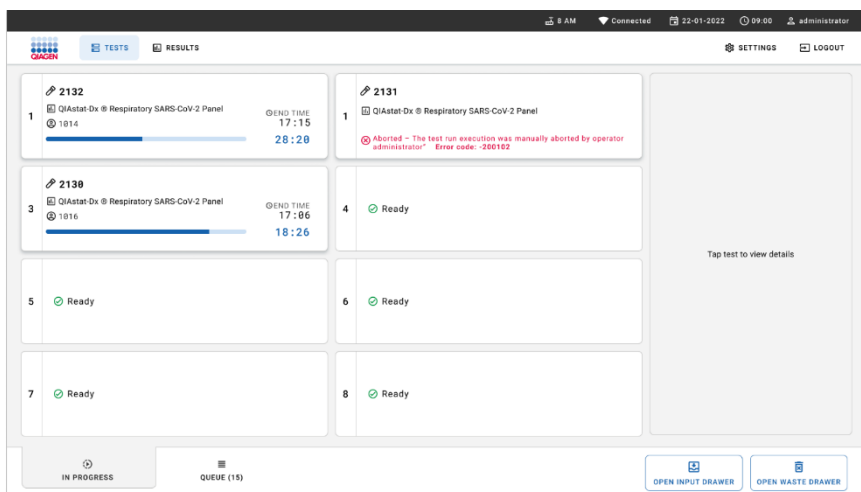 8 AM Connected 22-01-2022 09:00 administrator
QIAGEN TESTS RESULTS SETTINGS LOGOUT
1
2132
QIAstat-Dx ® Respiratory SARS-CoV-2 Panel
1014
END TIME
17:15
28:20
1
2131
QIAstat-Dx ® Respiratory SARS-CoV-2 Panel
Aborted – The test run execution was manually aborted by operator
administrator" Error code: -200102
Tap test to view details
3
2130
QIAstat-Dx ® Respiratory SARS-CoV-2 Panel
1016
END TIME
17:06
18:26
4 Ready
5 Ready
6 Ready
7 Ready
8 Ready
IN PROGRESS
QUEUE (15)
OPEN INPUT DRAWER
OPEN WASTE DRAWER